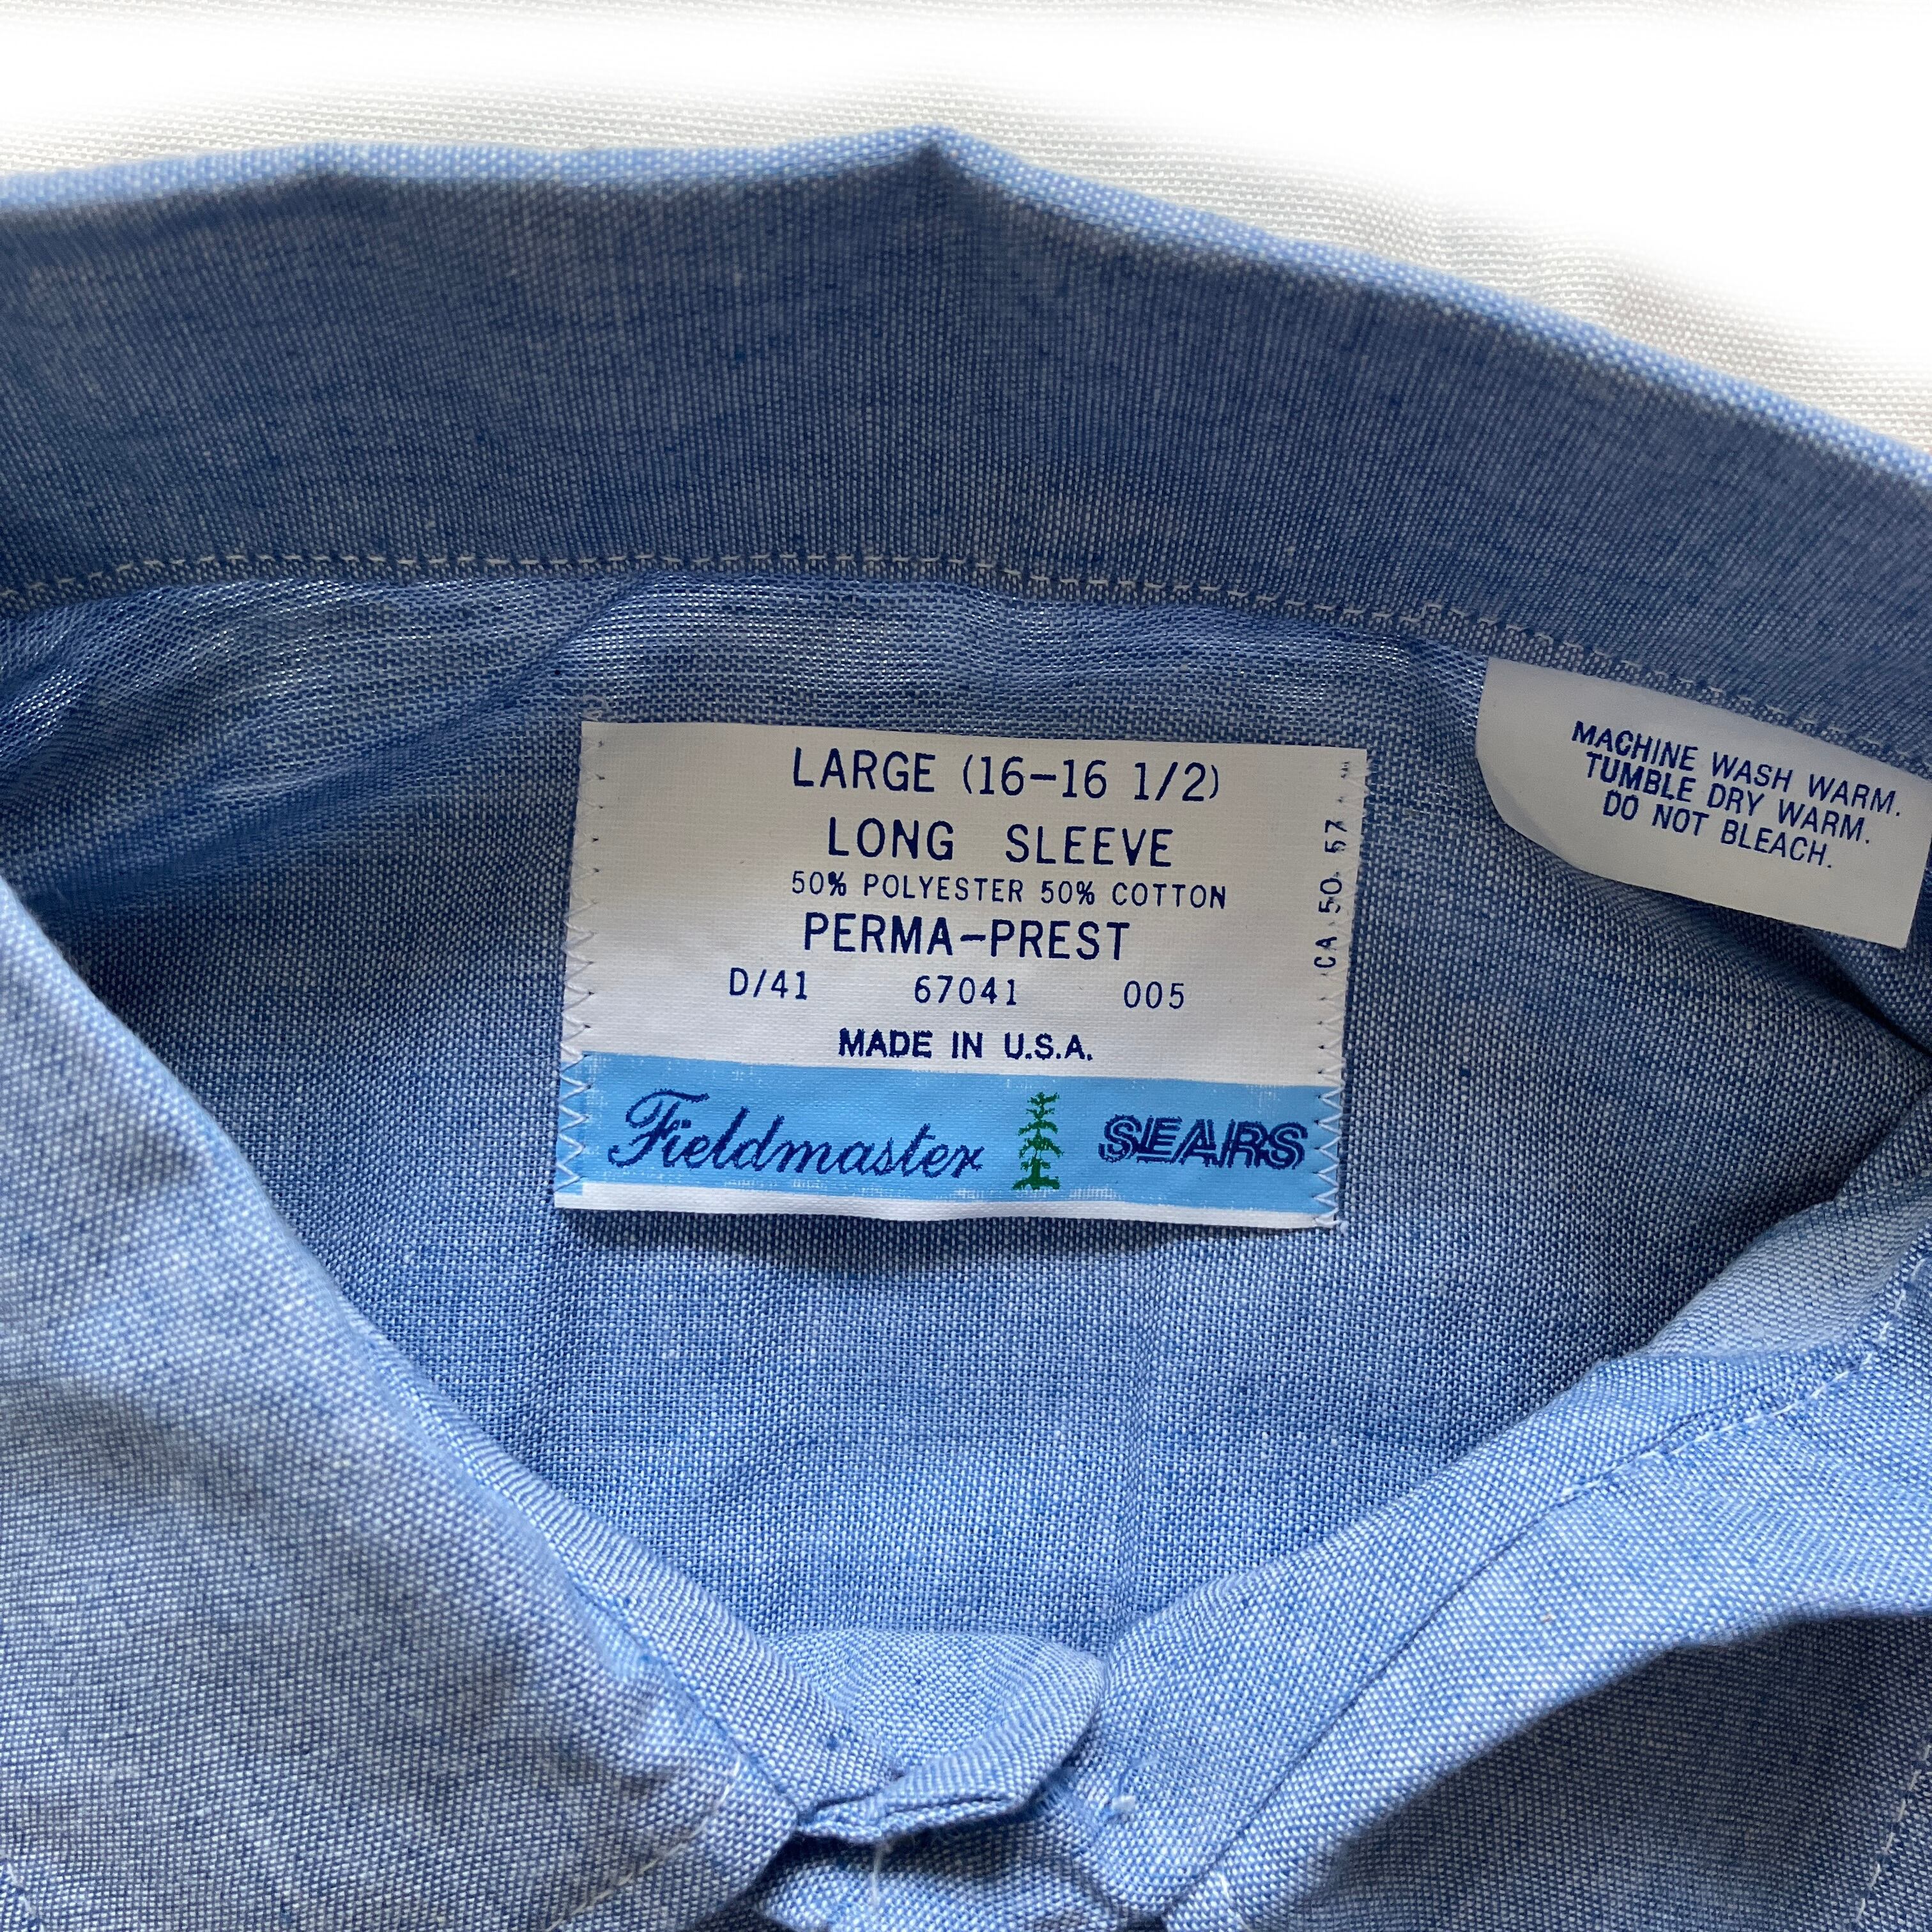 LARGE (16-16 1/2)
LONG SLEEVE
50% POLYESTER 50% COTTON
PERMA-PREST
D/41 67041 005
MADE IN U.S.A.
Fieldmaster SEARS
CA 50 57
MACHINE WASH WARM.
TUMBLE DRY WARM.
DO NOT BLEACH.